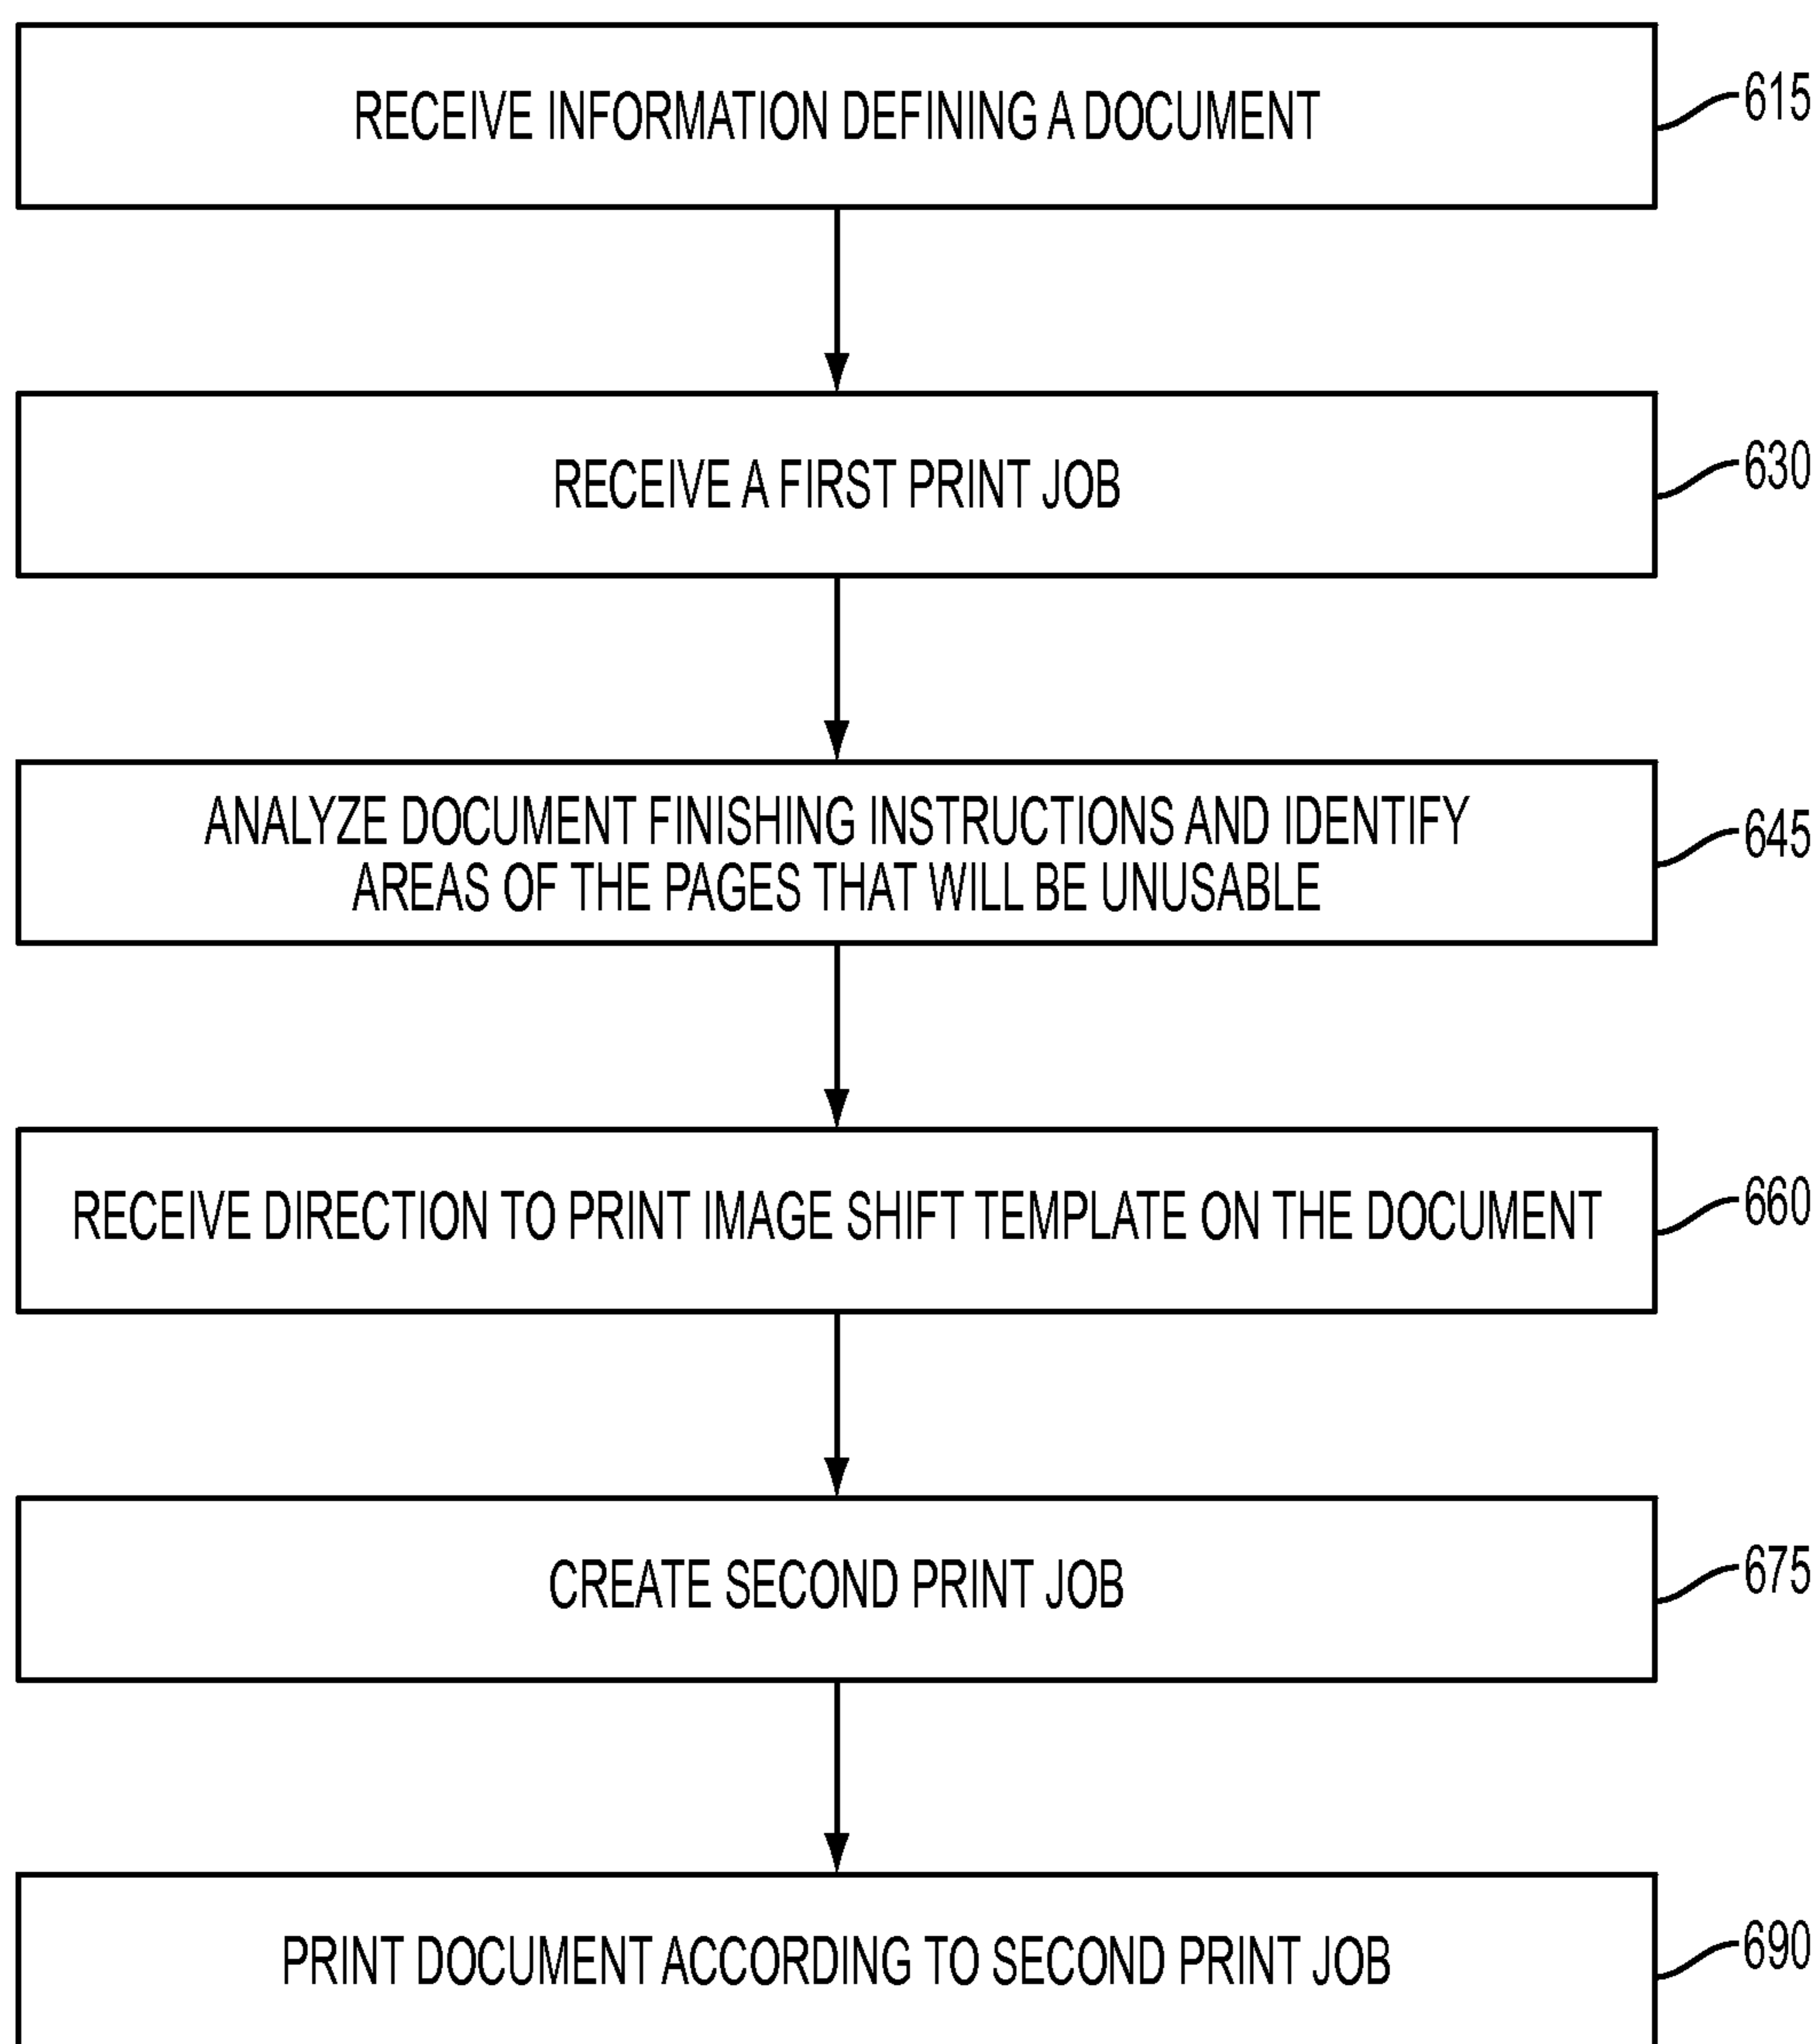 RECEIVE INFORMATION DEFINING A DOCUMENT
615
RECEIVE A FIRST PRINT JOB
630
ANALYZE DOCUMENT FINISHING INSTRUCTIONS AND IDENTIFY
AREAS OF THE PAGES THAT WILL BE UNUSABLE
645
RECEIVE DIRECTION TO PRINT IMAGE SHIFT TEMPLATE ON THE DOCUMENT
660
CREATE SECOND PRINT JOB
675
PRINT DOCUMENT ACCORDING TO SECOND PRINT JOB
690